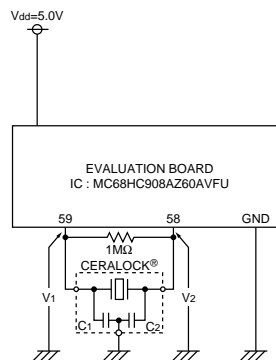 Vdd=5.0V
EVALUATION BOARD
IC : MC68HC908AZ60AVFU
59 58 GND
1MΩ
CERALOCK®
V1 C1 C2 V2